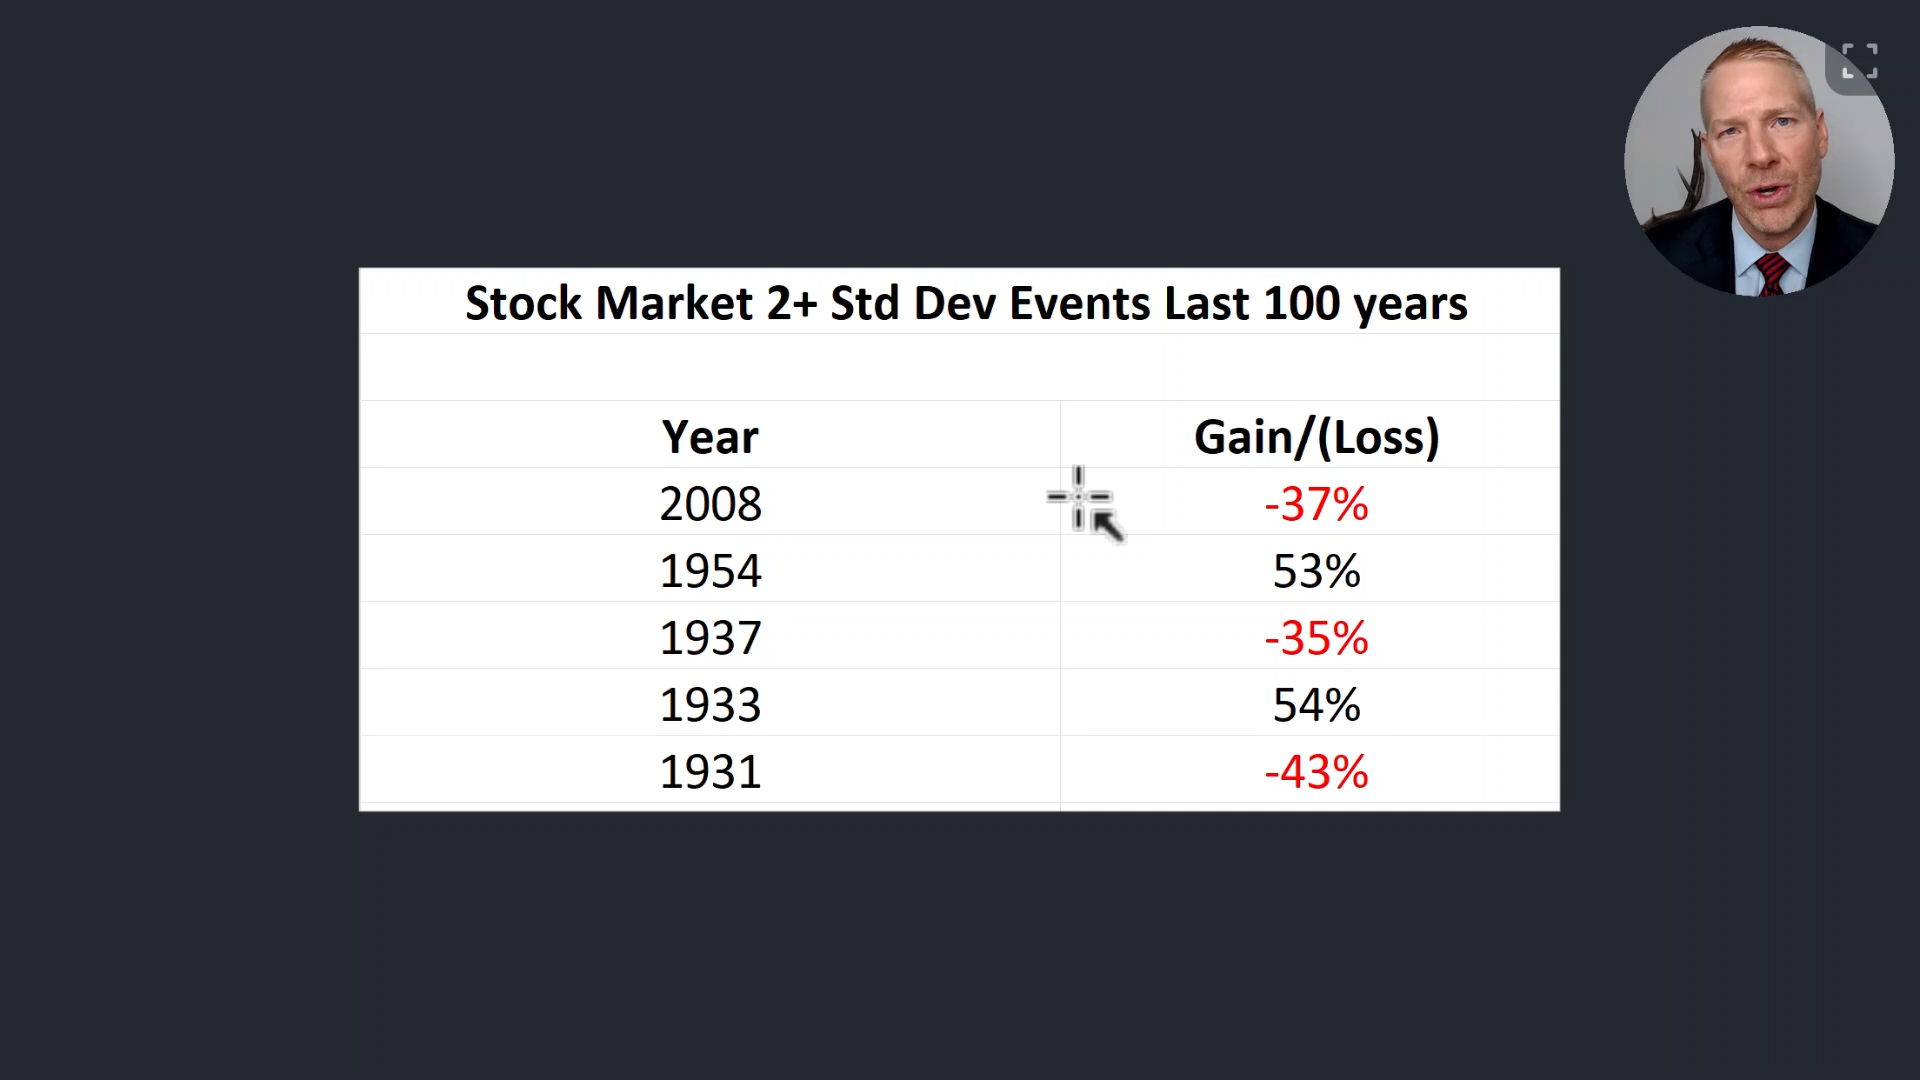 Stock Market 2+ Std Dev Events Last 100 years
Year Gain/(Loss)
2008 -37%
1954 53%
1937 -35%
1933 54%
1931 -43%